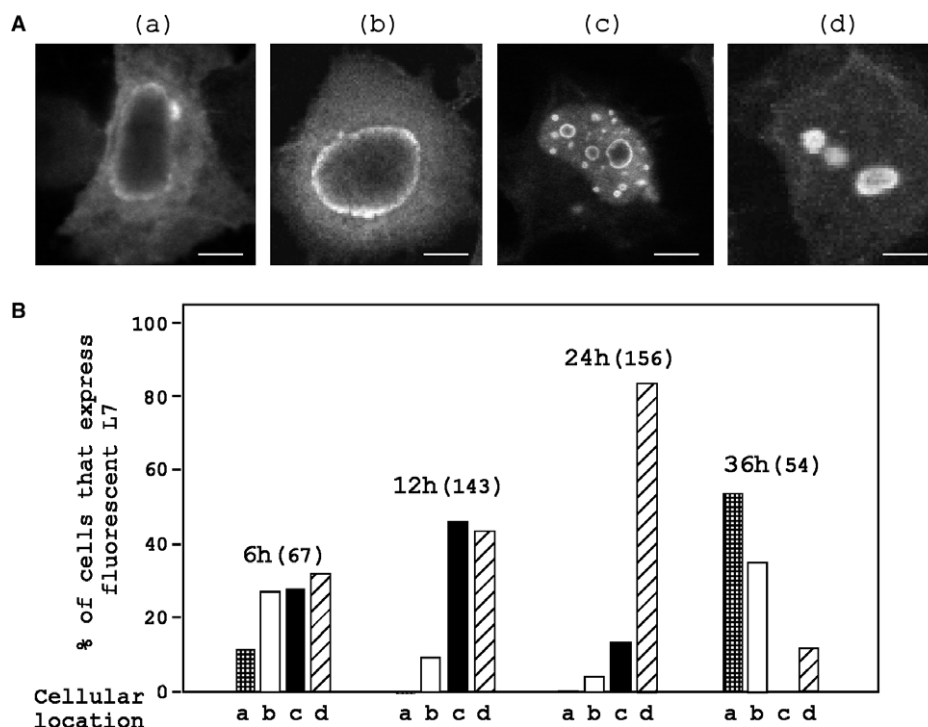 A
(a) (b) (c) (d)
B
% of cells that express
fluorescent L7
100
80
60
40
20
0
6h(67)
12h(143)
24h(156)
36h(54)
Cellular
location
a b c d a b c d a b c d a b c d